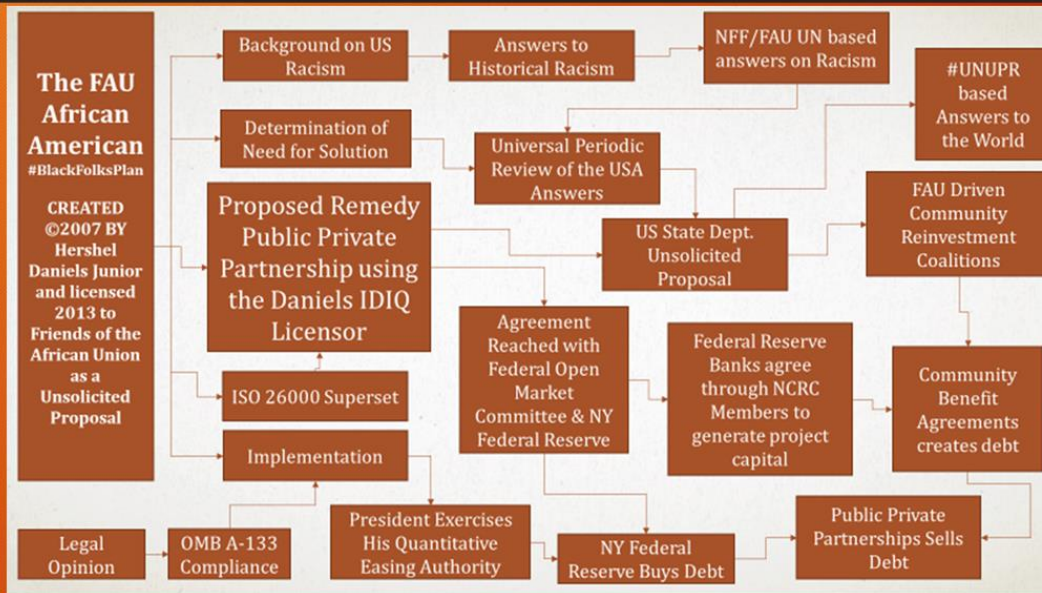 The FAU
African
American
#BlackFolksPlan
CREATED
©2007 BY
Hershel
Daniels Junior
and licensed
2013 to
Friends of the
African Union
as a
Unsolicited
Proposal
Background on US
Racism
Answers to
Historical Racism
NFF/FAU UN based
answers on Racism
#UNUPR
based
Answers to
the World
Determination of
Need for Solution
Universal Periodic
Review of the USA
Answers
Proposed Remedy
Public Private
Partnership using
the Daniels IDIQ
Licensor
US State Dept.
Unsolicited
Proposal
FAU Driven
Community
Reinvestment
Coalitions
ISO 26000 Superset
Agreement
Reached with
Federal Open
Market
Committee & NY
Federal Reserve
Federal Reserve
Banks agree
through NCRC
Members to
generate project
capital
Community
Benefit
Agreements
creates debt
Implementation
Legal
Opinion
OMB A-133
Compliance
President Exercises
His Quantitative
Easing Authority
NY Federal
Reserve Buys Debt
Public Private
Partnerships Sells
Debt